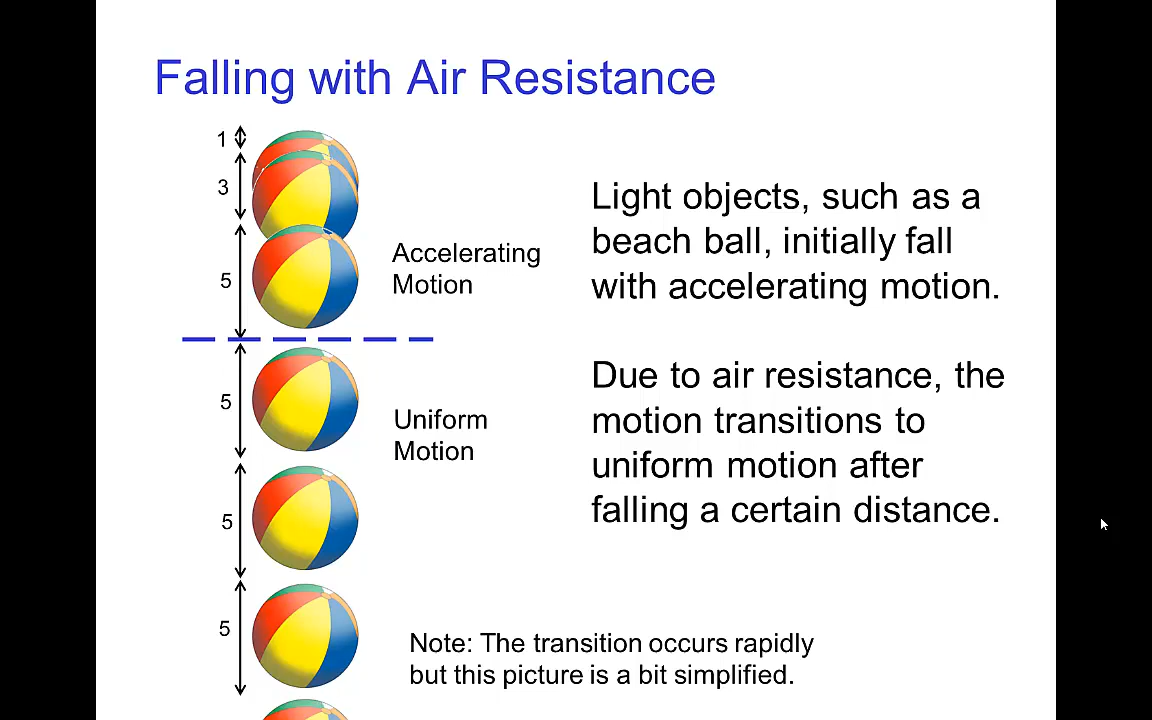 Falling with Air Resistance
1
3
5
Accelerating
Motion
5
Uniform
Motion
5
5
Light objects, such as a
beach ball, initially fall
with accelerating motion.
Due to air resistance, the
motion transitions to
uniform motion after
falling a certain distance.
Note: The transition occurs rapidly
but this picture is a bit simplified.